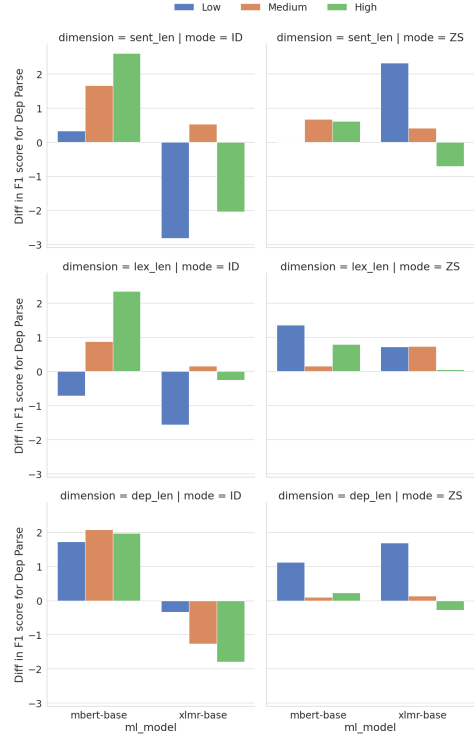 Low Medium High
dimension = sent_len | mode = ID
dimension = sent_len | mode = ZS
Diff in F1 score for Dep Parse
2
1
0
−1
−2
−3
dimension = lex_len | mode = ID
dimension = lex_len | mode = ZS
Diff in F1 score for Dep Parse
2
1
0
−1
−2
−3
dimension = dep_len | mode = ID
dimension = dep_len | mode = ZS
Diff in F1 score for Dep Parse
2
1
0
−1
−2
−3
mbert-base xlmr-base
ml_model
mbert-base xlmr-base
ml_model